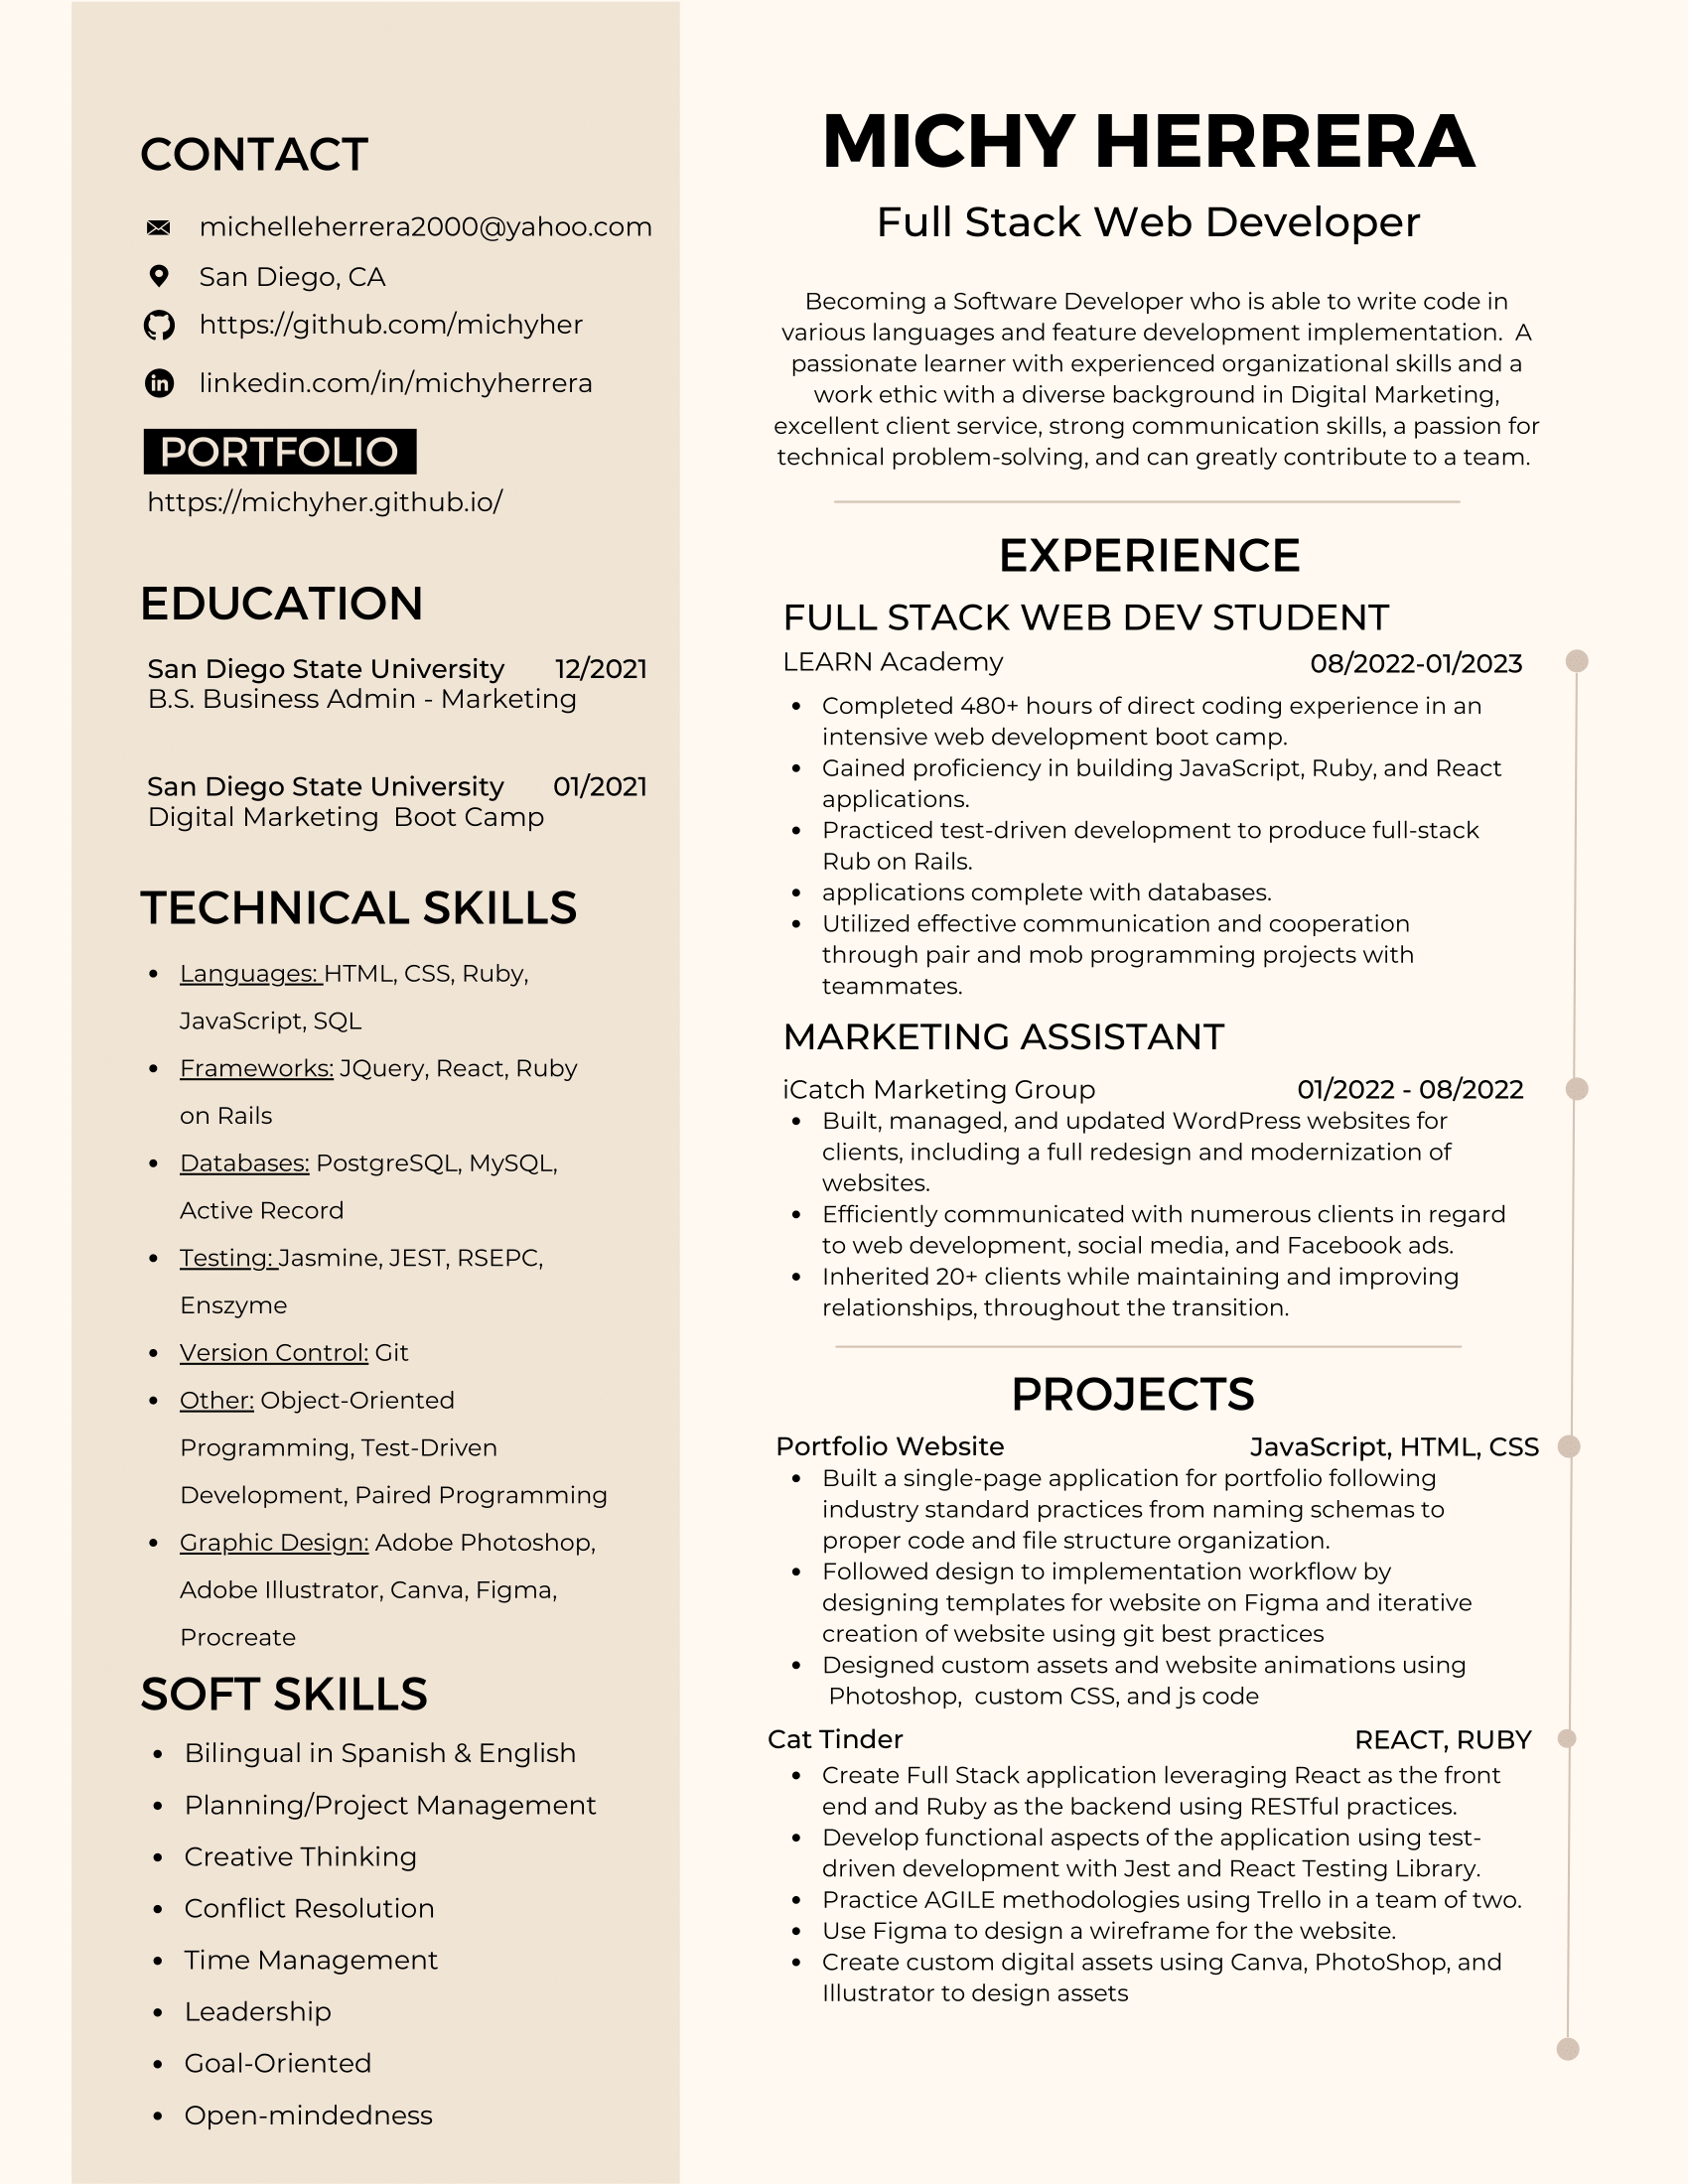 CONTACT
michelleherrera2000@yahoo.com
San Diego, CA
https://github.com/michyher
linkedin.com/in/michyherrera
PORTFOLIO
https://michyher.github.io/
EDUCATION
San Diego State University 12/2021
B.S. Business Admin - Marketing
San Diego State University 01/2021
Digital Marketing  Boot Camp
TECHNICAL SKILLS
• Languages: HTML, CSS, Ruby,
JavaScript, SQL
• Frameworks: JQuery, React, Ruby
on Rails
• Databases: PostgreSQL, MySQL,
Active Record
• Testing: Jasmine, JEST, RSEPC,
Enszyme
• Version Control: Git
• Other: Object-Oriented
Programming, Test-Driven
Development, Paired Programming
• Graphic Design: Adobe Photoshop,
Adobe Illustrator, Canva, Figma,
Procreate
SOFT SKILLS
• Bilingual in Spanish & English
• Planning/Project Management
• Creative Thinking
• Conflict Resolution
• Time Management
• Leadership
• Goal-Oriented
• Open-mindedness
MICHY HERRERA
Full Stack Web Developer
Becoming a Software Developer who is able to write code in
various languages and feature development implementation.  A
passionate learner with experienced organizational skills and a
work ethic with a diverse background in Digital Marketing,
excellent client service, strong communication skills, a passion for
technical problem-solving, and can greatly contribute to a team.
EXPERIENCE
FULL STACK WEB DEV STUDENT
LEARN Academy 08/2022-01/2023
• Completed 480+ hours of direct coding experience in an
intensive web development boot camp.
• Gained proficiency in building JavaScript, Ruby, and React
applications.
• Practiced test-driven development to produce full-stack
Rub on Rails.
• applications complete with databases.
• Utilized effective communication and cooperation
through pair and mob programming projects with
teammates.
MARKETING ASSISTANT
iCatch Marketing Group 01/2022 - 08/2022
• Built, managed, and updated WordPress websites for
clients, including a full redesign and modernization of
websites.
• Efficiently communicated with numerous clients in regard
to web development, social media, and Facebook ads.
• Inherited 20+ clients while maintaining and improving
relationships, throughout the transition.
PROJECTS
Portfolio Website JavaScript, HTML, CSS
• Built a single-page application for portfolio following
industry standard practices from naming schemas to
proper code and file structure organization.
• Followed design to implementation workflow by
designing templates for website on Figma and iterative
creation of website using git best practices
• Designed custom assets and website animations using
Photoshop,  custom CSS, and js code
Cat Tinder REACT, RUBY
• Create Full Stack application leveraging React as the front
end and Ruby as the backend using RESTful practices.
• Develop functional aspects of the application using test-
driven development with Jest and React Testing Library.
• Practice AGILE methodologies using Trello in a team of two.
• Use Figma to design a wireframe for the website.
• Create custom digital assets using Canva, PhotoShop, and
Illustrator to design assets